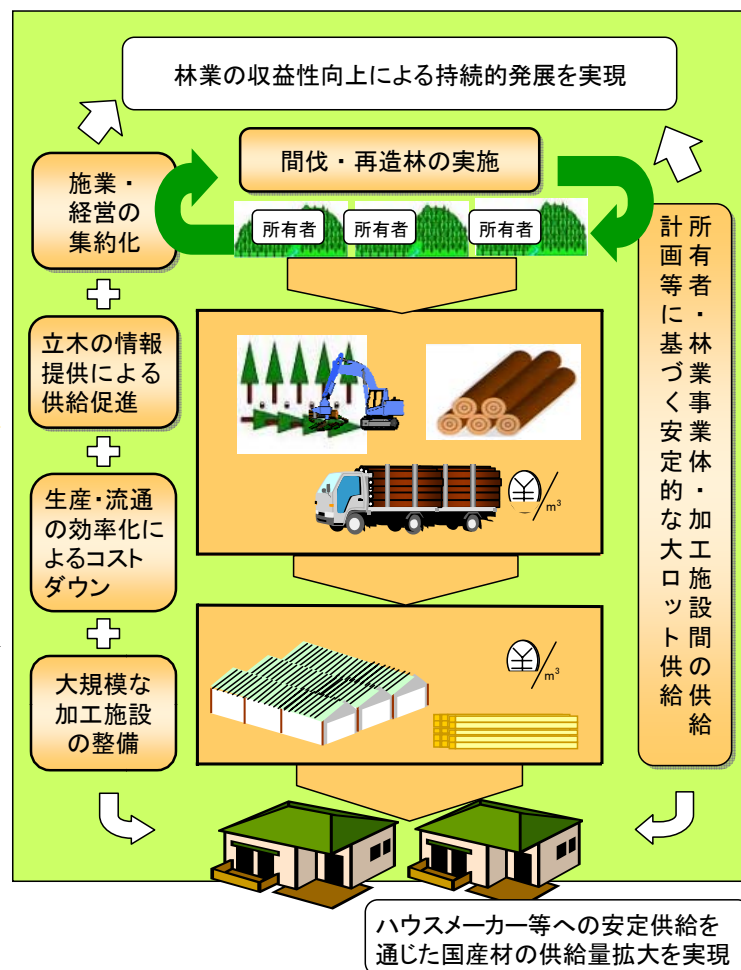 林業の収益性向上による持続的発展を実現
間伐・再造林の実施
施業・
経営の
集約化
所有者
所有者
所有者
立木の情報
提供による
供給促進
生産・流通
の効率化に
よるコスト
ダウン
大規模な
加工施設
の整備
¥/m³
¥/m³
所有者・林業事業体・加工施設間の供給
計画等に基づく安定的な大ロット供給
ハウスメーカー等への安定供給を
通じた国産材の供給量拡大を実現